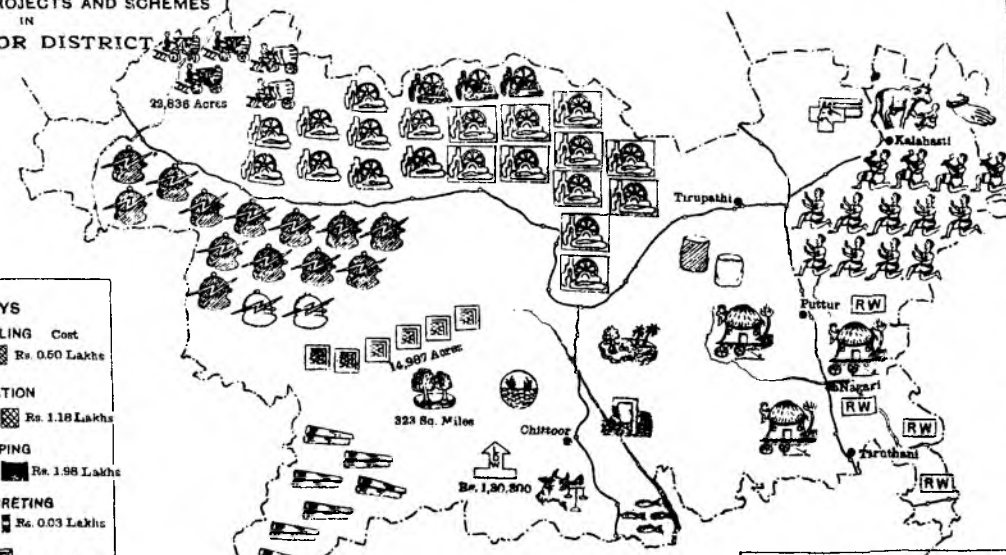 ROJECTS AND SCHEMES
IN
OR DISTRICT
22,836 Acres
Kalahasti
Tirupathi
YS
LING Cost
Rs. 0.50 Lakhs
TION
Rs. 1.18 Lakhs
PING
Rs. 1.98 Lakhs
RETING
Rs. 0.03 Lakhs
14,987 Acres
323 Sq. Miles
Chittoor
Rs. 1,80,800
Puttur
RW
Nagari
RW
RW
Tiruthani
RW